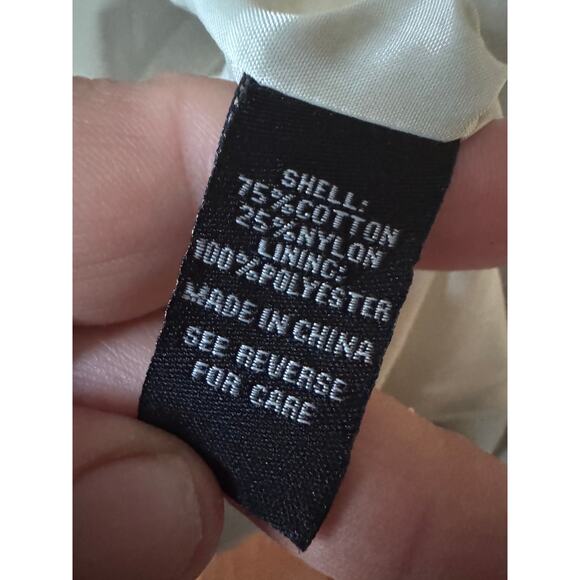 SHELL:
75%COTTON
25%NYLON
LINING:
100%POLYESTER
MADE IN CHINA
SEE REVERSE
FOR CARE